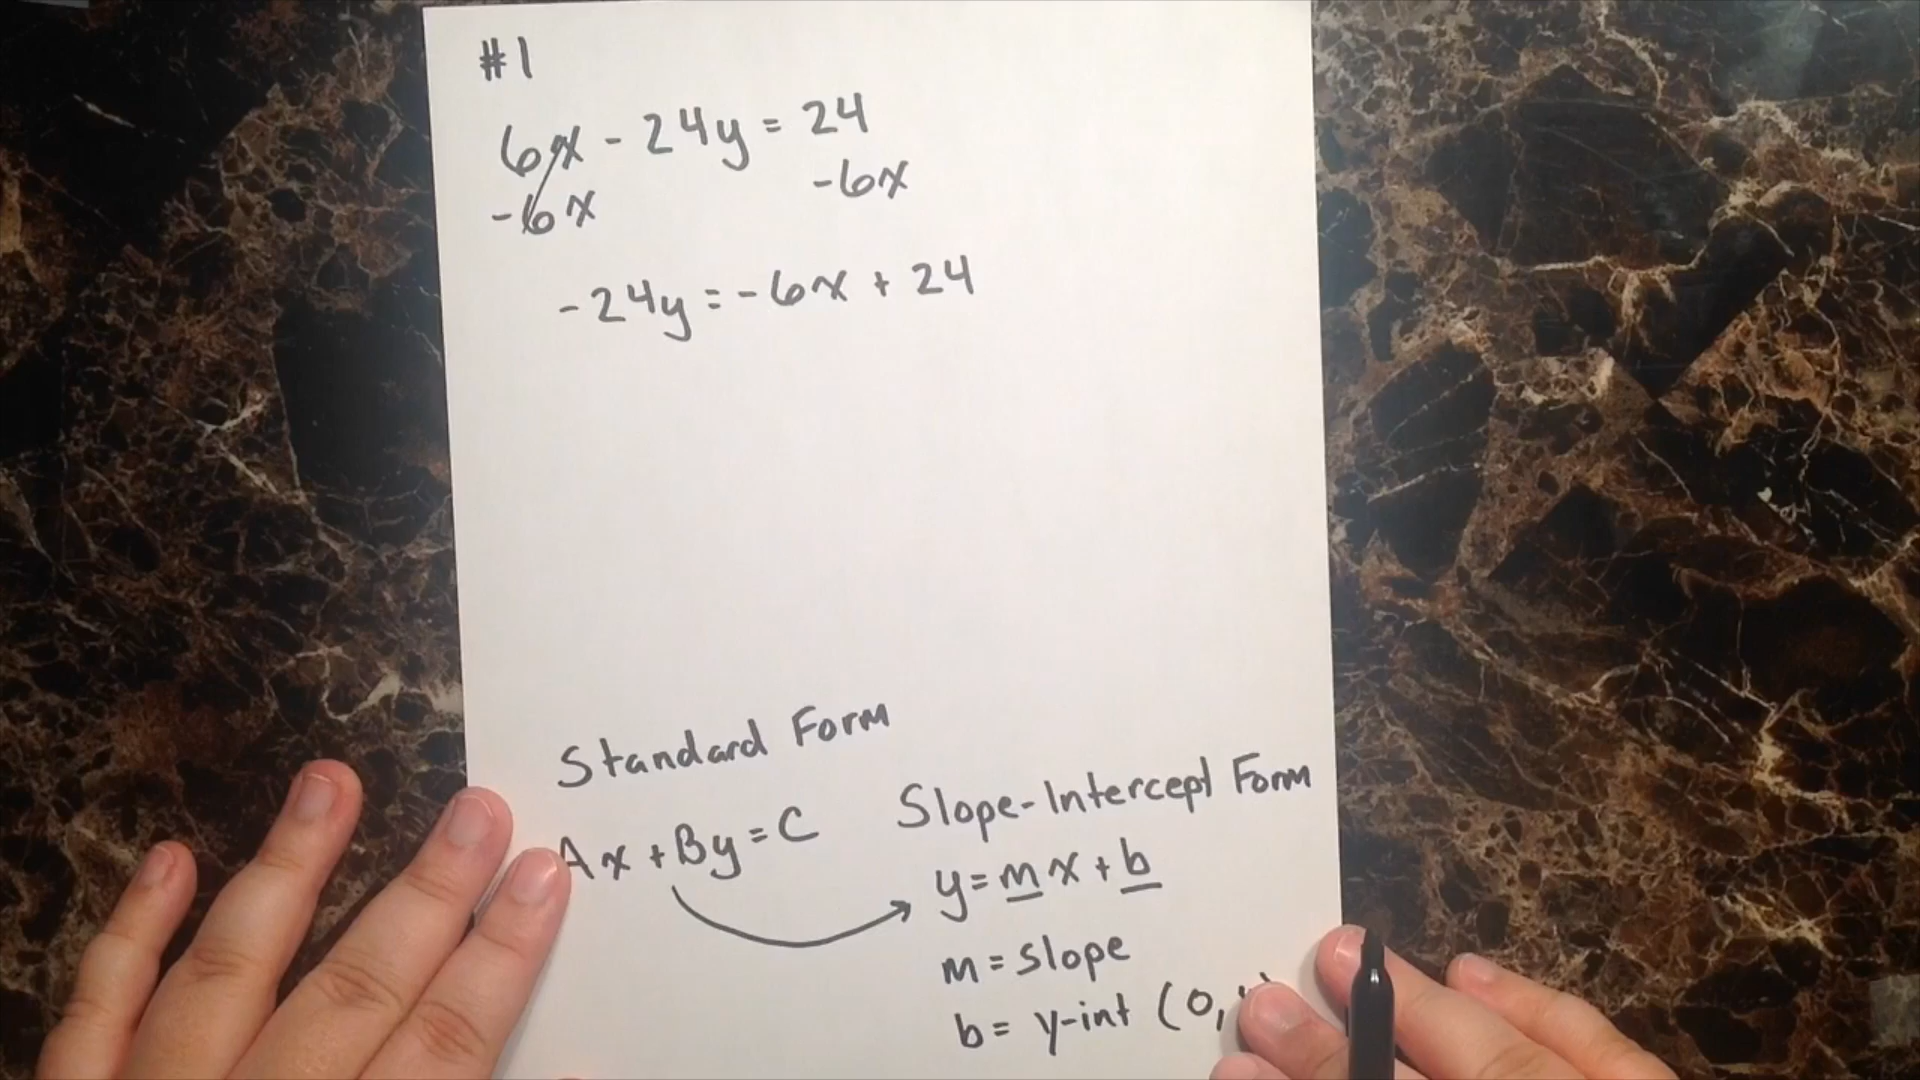 #1
6x - 24y = 24
-6x -6x
-24y = -6x + 24
Standard Form
Ax + By = C
Slope-Intercept Form
y = mx + b
m = slope
b = y-int (0,